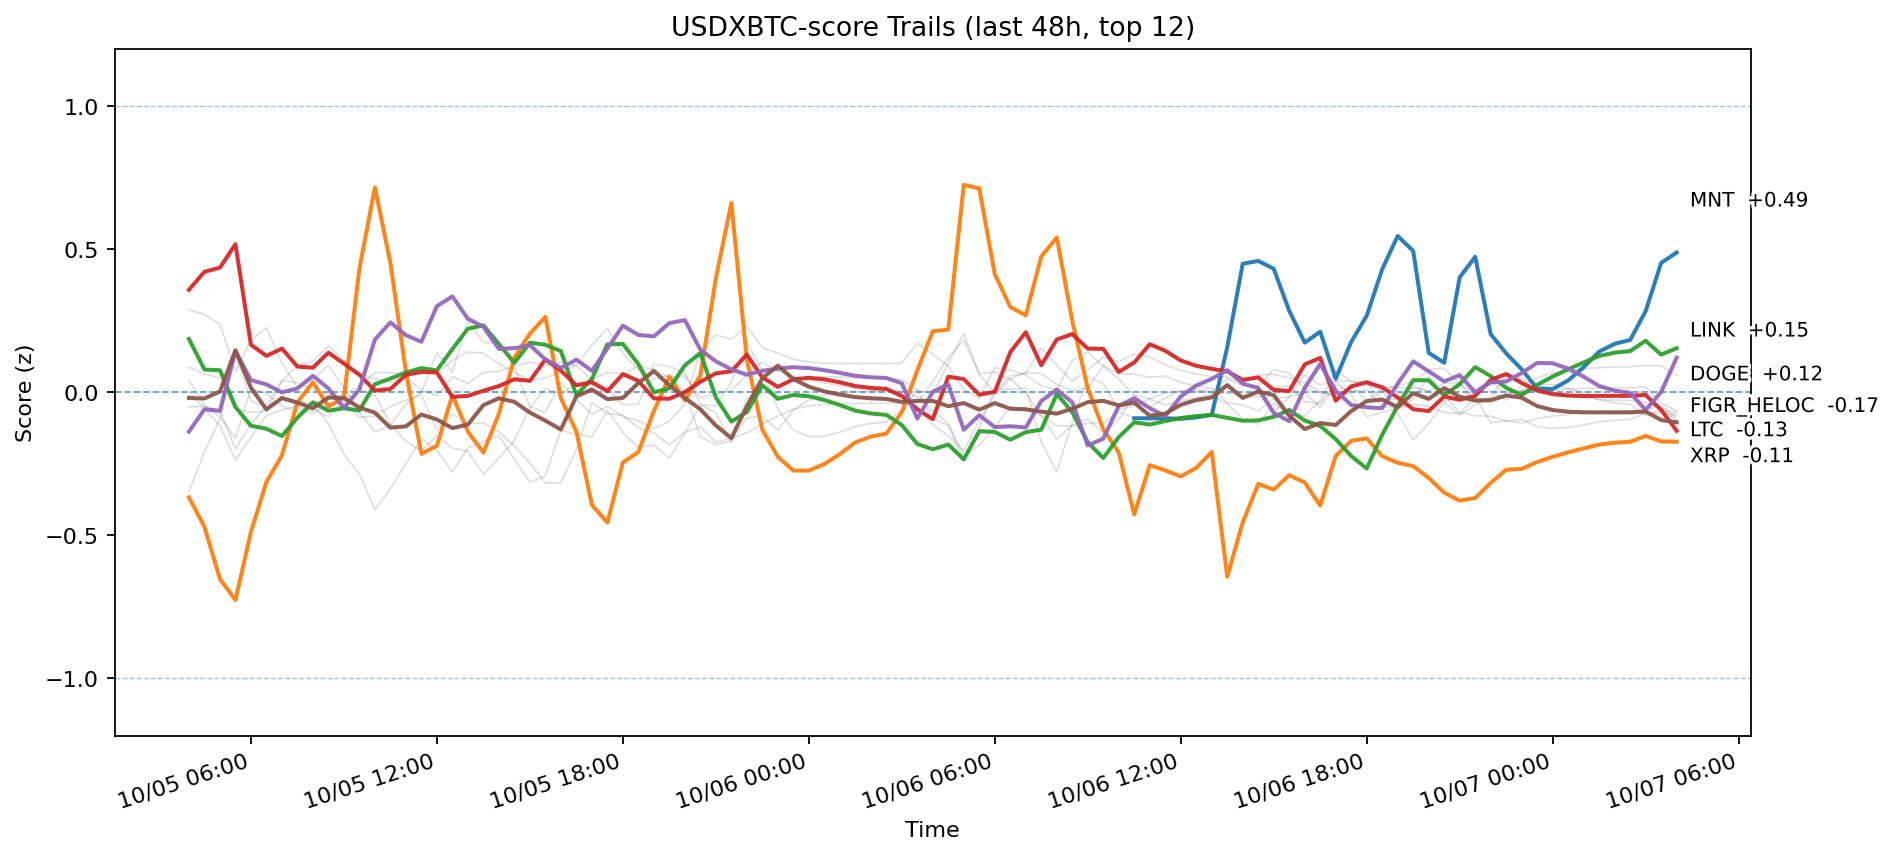 USDXBTC-score Trails (last 48h, top 12)
Score (z)
1.0
0.5
0.0
−0.5
−1.0
MNT +0.49
LINK +0.15
DOGE +0.12
FIGR_HELOC -0.17
LTC -0.13
XRP -0.11
10/05 06:00
10/05 12:00
10/05 18:00
10/06 00:00
10/06 06:00
10/06 12:00
10/06 18:00
10/07 00:00
10/07 06:00
Time